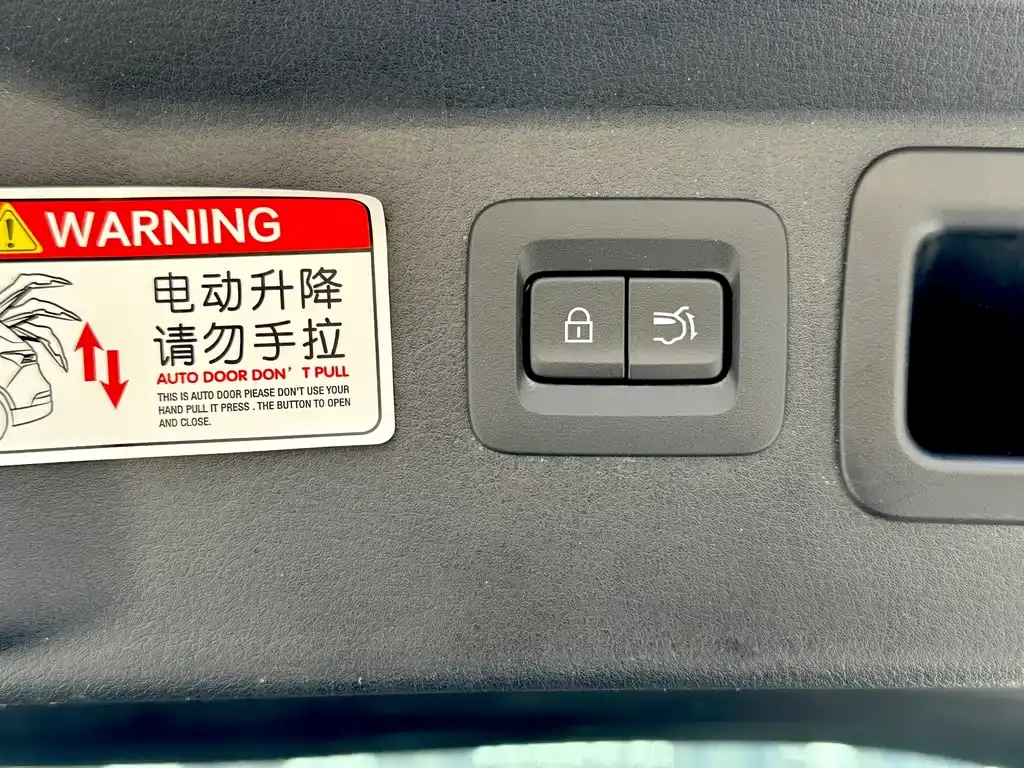 WARNING
电动升降
请勿手拉
AUTO DOOR DON'T PULL
THIS IS AUTO DOOR PIEASE DON'T USE YOUR
HAND PULL IT PRESS . THE BUTTON TO OPEN
AND CLOSE.